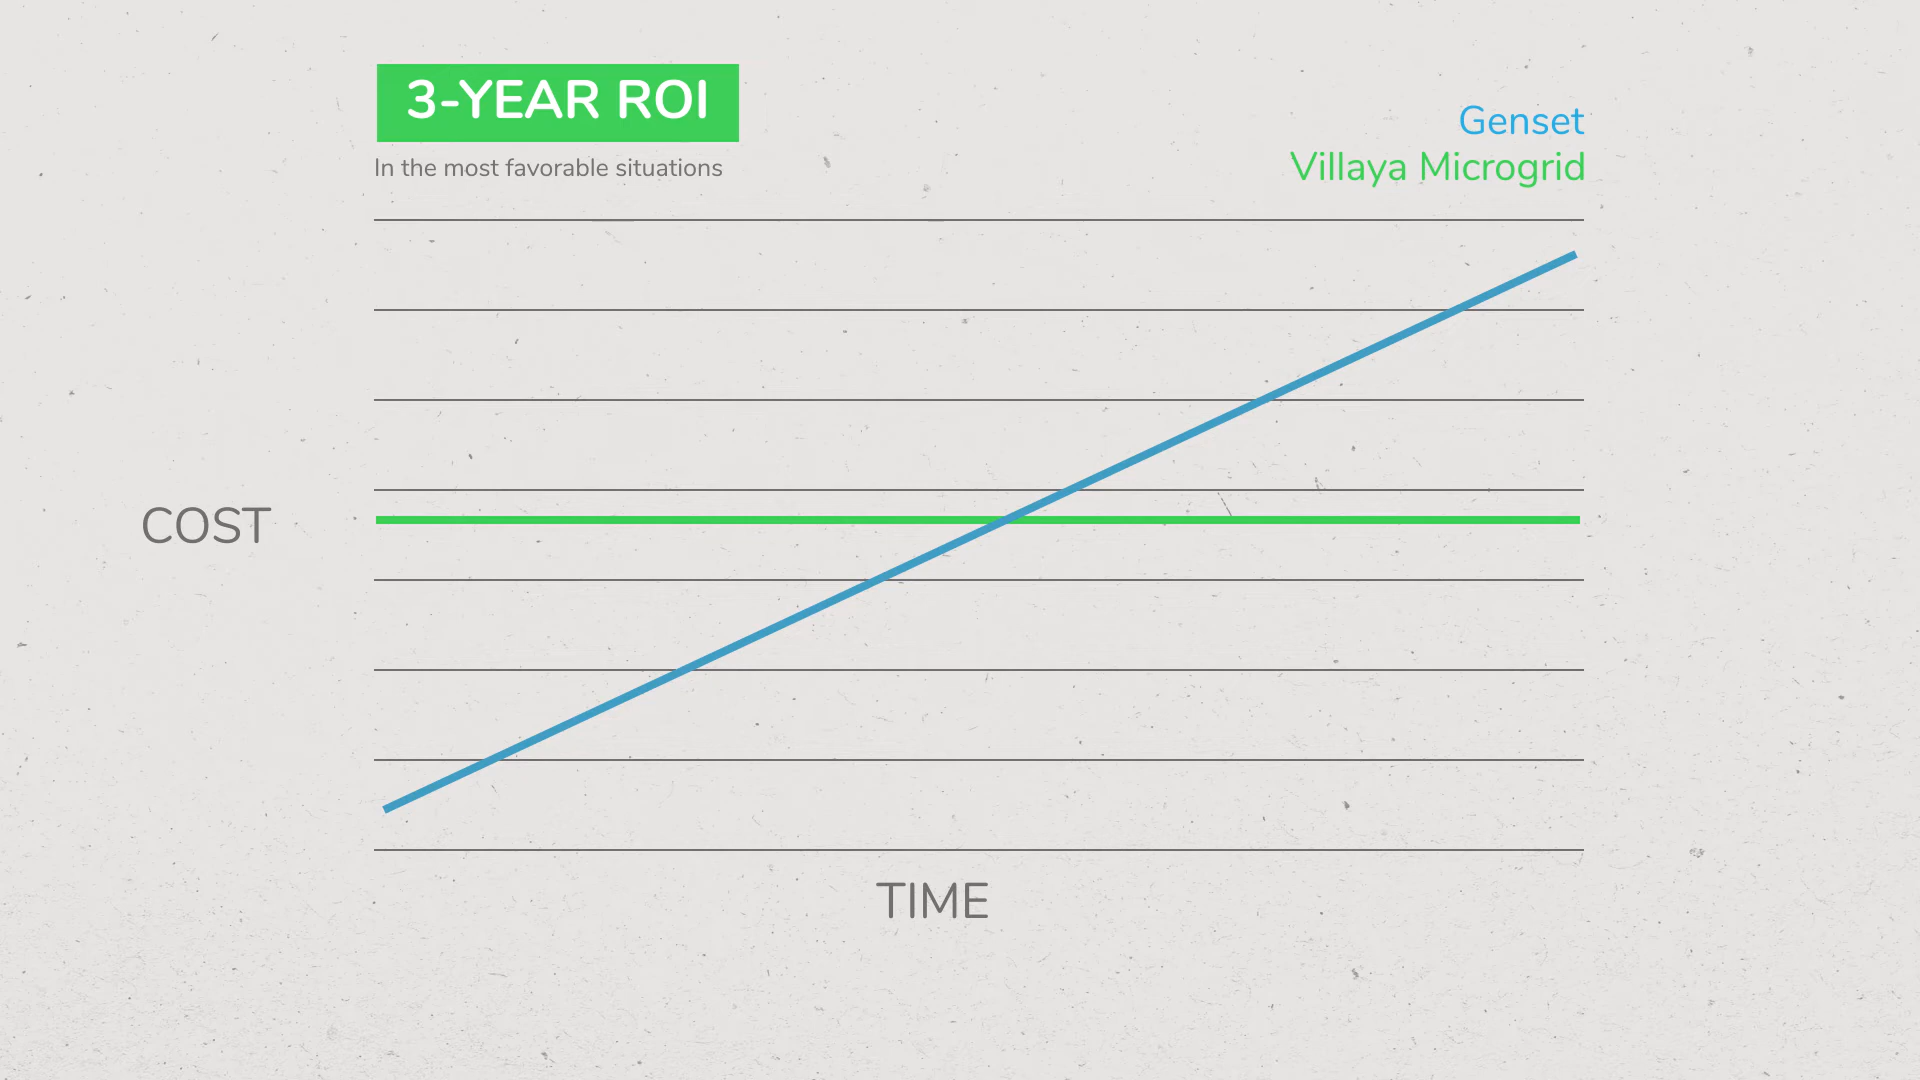 3-YEAR ROI
In the most favorable situations
Genset
Villaya Microgrid
COST
TIME